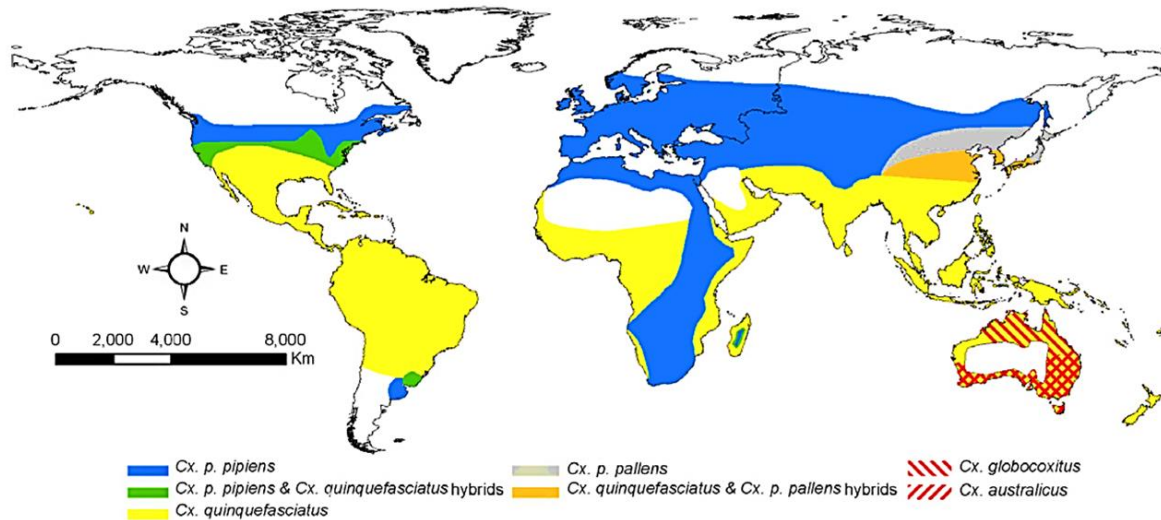 N
W E
S
0 2,000 4,000 8,000
Km
Cx. p. pipiens
Cx. p. pipiens & Cx. quinquefasciatus hybrids
Cx. quinquefasciatus
Cx. p. pallens
Cx. quinquefasciatus & Cx. p. pallens hybrids
Cx. globocoxitus
Cx. australicus